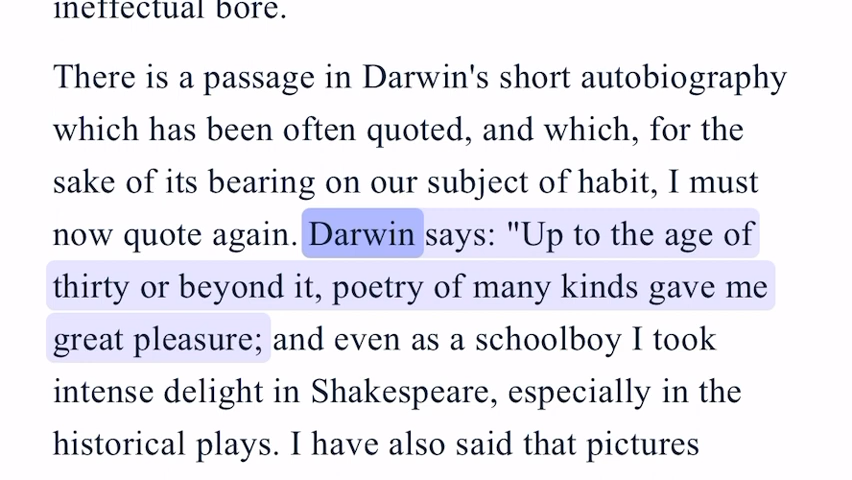 ineffectual bore.
There is a passage in Darwin's short autobiography
which has been often quoted, and which, for the
sake of its bearing on our subject of habit, I must
now quote again. Darwin says: "Up to the age of
thirty or beyond it, poetry of many kinds gave me
great pleasure; and even as a schoolboy I took
intense delight in Shakespeare, especially in the
historical plays. I have also said that pictures